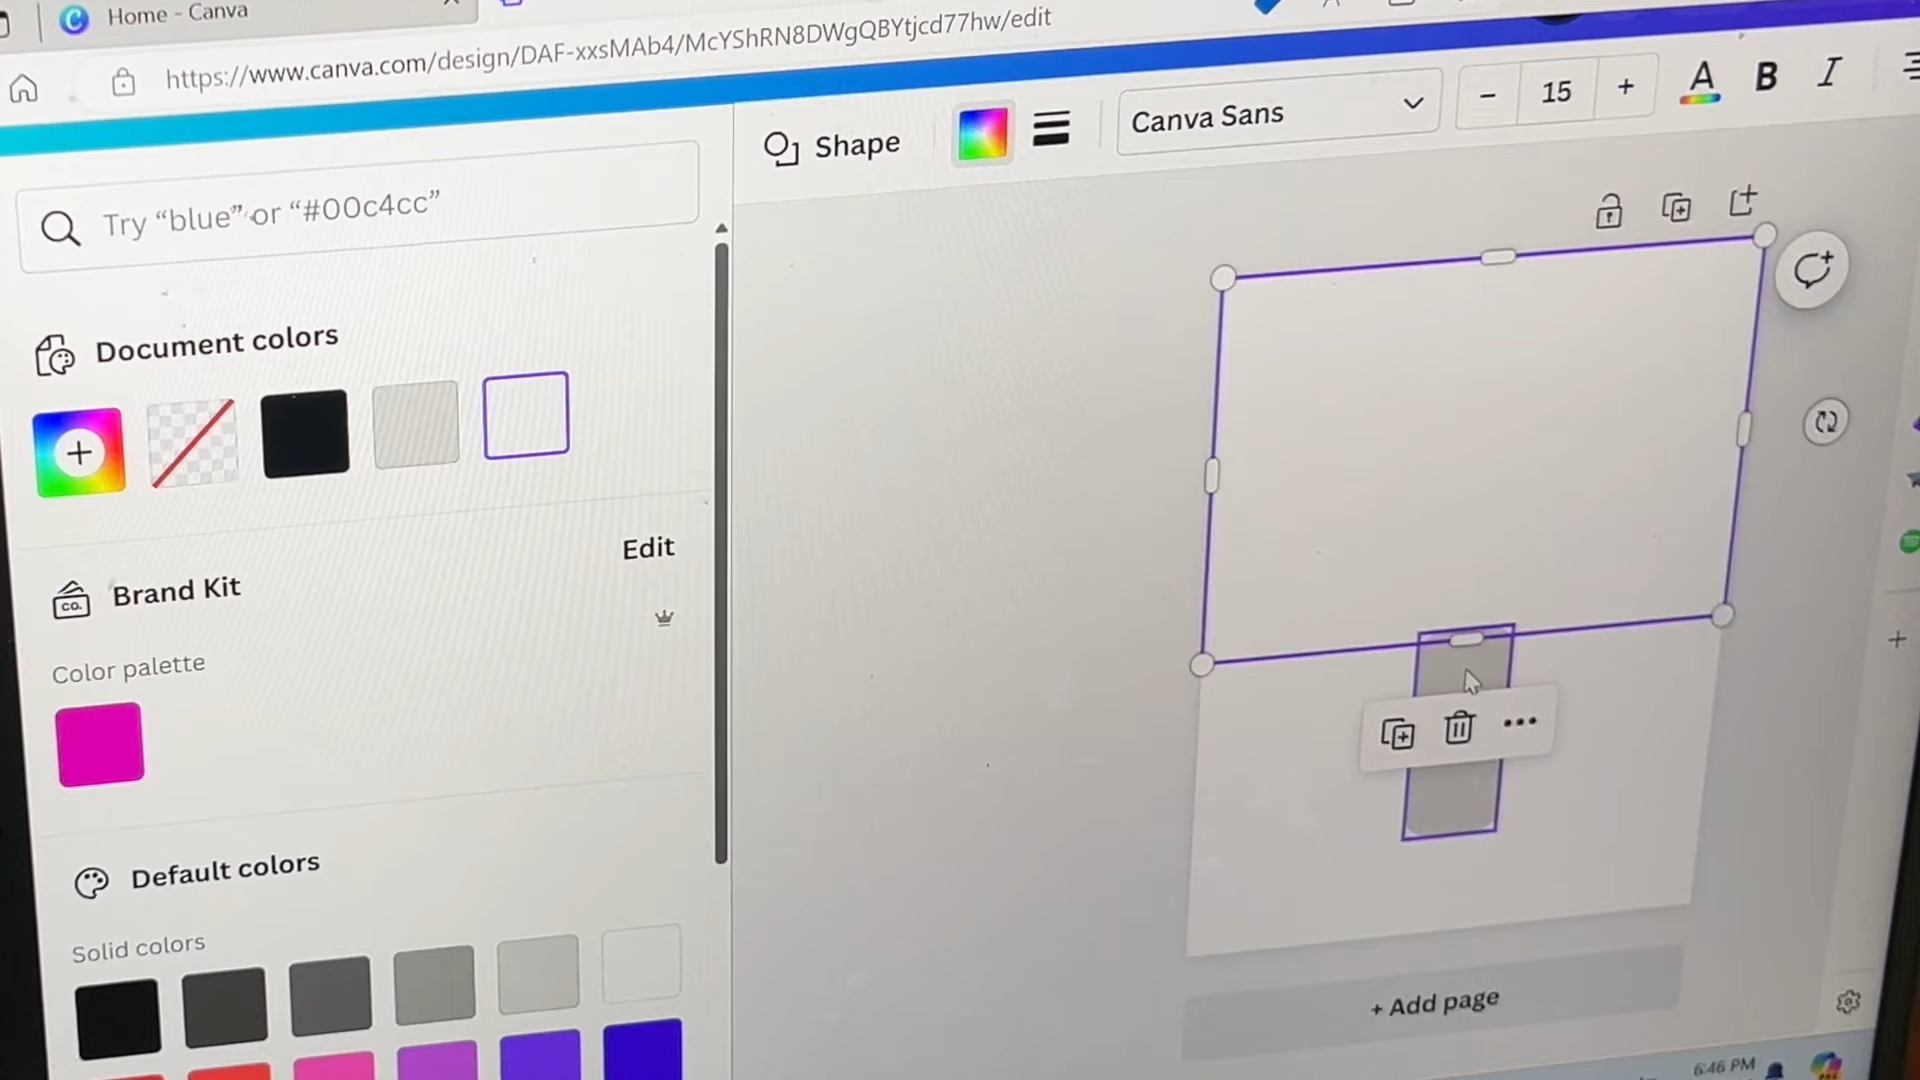 Home - Canva
https://www.canva.com/design/DAF-xxsMAb4/McYShRN8DWgQBYtjcd77hw/edit
Shape
Canva Sans
- 15 +
A B I
Try “blue” or “#00c4cc”
Document colors
Edit
CO. Brand Kit
Color palette
Default colors
Solid colors
+ Add page
6:46 PM